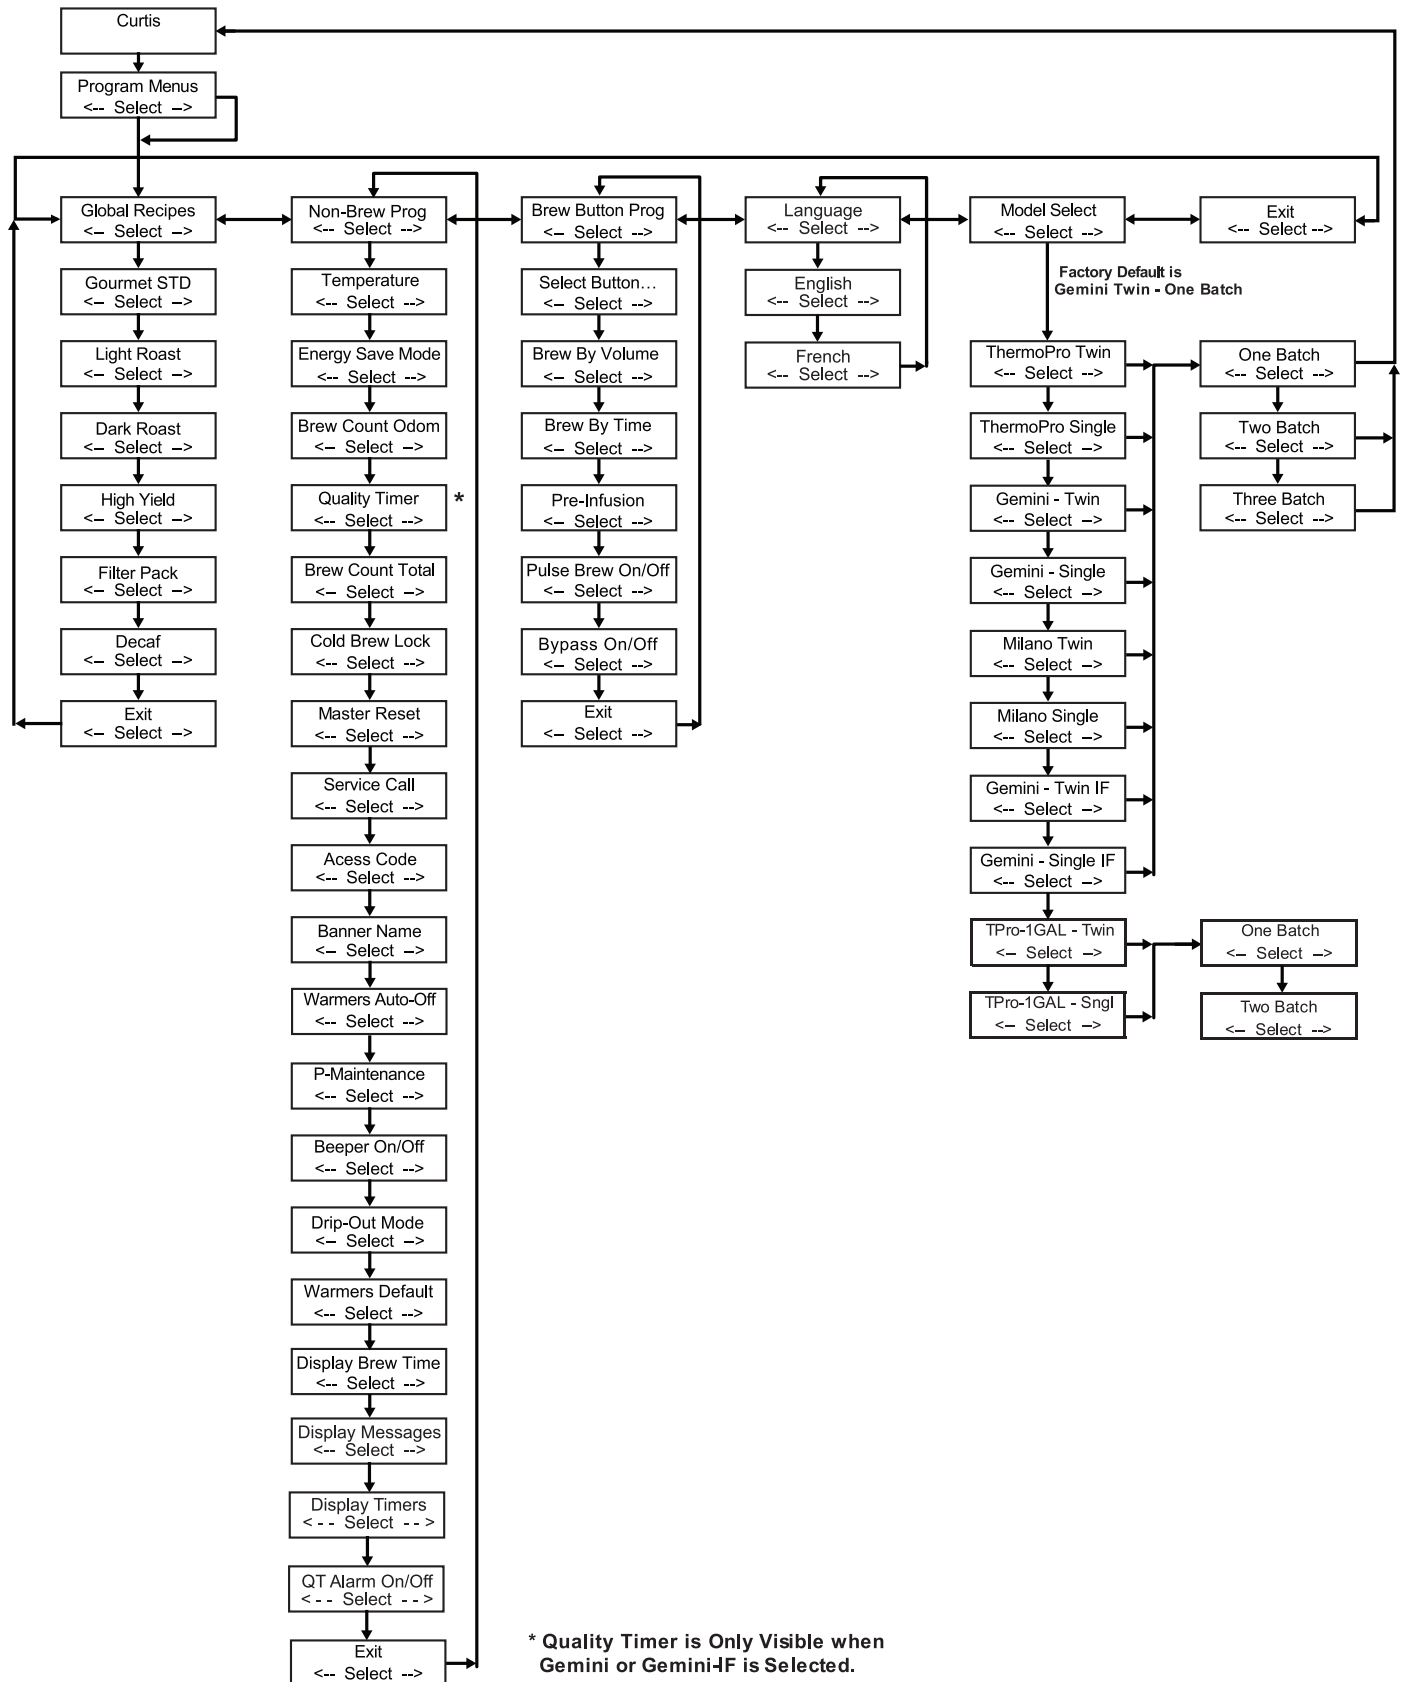 Curtis
Program Menus
<-- Select -->
Global Recipes
<-- Select -->
Gourmet STD
<-- Select -->
Light Roast
<-- Select -->
Dark Roast
<-- Select -->
High Yield
<-- Select -->
Filter Pack
<-- Select -->
Decaf
<-- Select -->
Exit
<-- Select -->
Non-Brew Prog
<-- Select -->
Temperature
<-- Select -->
Energy Save Mode
<-- Select -->
Brew Count Odom
<-- Select -->
Quality Timer
<-- Select -->
*
Brew Count Total
<-- Select -->
Cold Brew Lock
<-- Select -->
Master Reset
<-- Select -->
Service Call
<-- Select -->
Acess Code
<-- Select -->
Banner Name
<-- Select -->
Warmers Auto-Off
<-- Select -->
P-Maintenance
<-- Select -->
Beeper On/Off
<-- Select -->
Drip-Out Mode
<-- Select -->
Warmers Default
<-- Select -->
Display Brew Time
<-- Select -->
Display Messages
<-- Select -->
Display Timers
< - - Select - - >
QT Alarm On/Off
< - - Select - - >
Exit
<-- Select -->
Brew Button Prog
<-- Select -->
Select Button...
<-- Select -->
Brew By Volume
<-- Select -->
Brew By Time
<-- Select -->
Pre-Infusion
<-- Select -->
Pulse Brew On/Off
<-- Select -->
Bypass On/Off
<-- Select -->
Exit
<-- Select -->
Language
<-- Select -->
English
<-- Select -->
French
<-- Select -->
Model Select
<-- Select -->
Factory Default is
Gemini Twin - One Batch
ThermoPro Twin
<-- Select -->
ThermoPro Single
<-- Select -->
Gemini - Twin
<-- Select -->
Gemini - Single
<-- Select -->
Milano Twin
<-- Select -->
Milano Single
<-- Select -->
Gemini - Twin IF
<-- Select -->
Gemini - Single IF
<-- Select -->
TPro-1GAL - Twin
<-- Select -->
TPro-1GAL - Sngl
<-- Select -->
Exit
<-- Select -->
One Batch
<-- Select -->
Two Batch
<-- Select -->
Three Batch
<-- Select -->
One Batch
<-- Select -->
Two Batch
<-- Select -->
* Quality Timer is Only Visible when
Gemini or Gemini-IF is Selected.